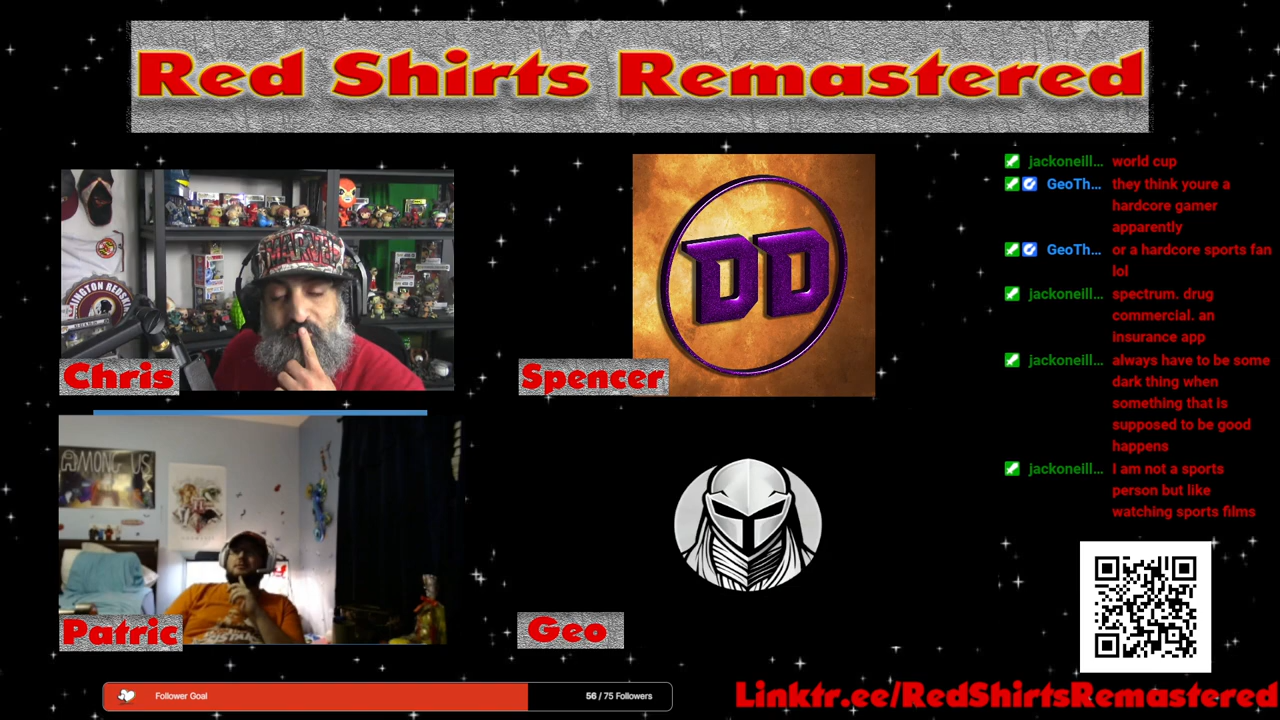 Red Shirts Remastered
Chris
Spencer
DD
AMONG US
Patric
Geo
jackoneill... world cup
GeoTh... they think youre a
hardcore gamer
apparently
GeoTh... or a hardcore sports fan
lol
jackoneill... spectrum. drug
commercial. an
insurance app
jackoneill... always have to be some
dark thing when
something that is
supposed to be good
happens
jackoneill... I am not a sports
person but like
watching sports films
Follower Goal
56 / 75 Followers
Linktr.ee/RedShirtsRemastered